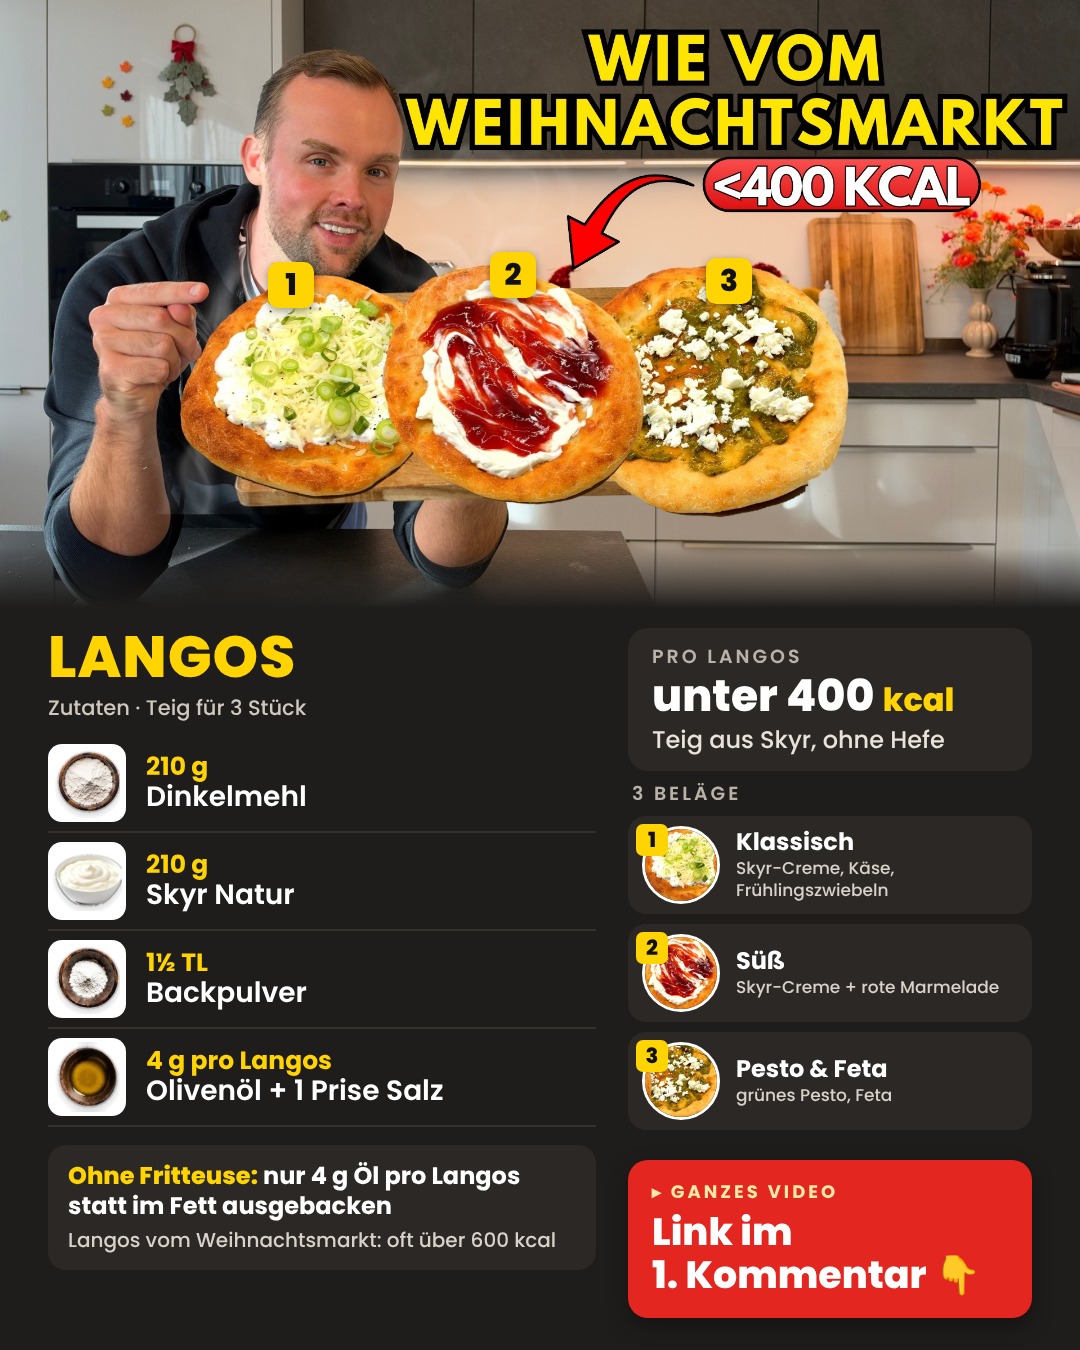 WIE VOM
WEIHNACHTSMARKT
<400 KCAL
1
2
3
LANGOS
Zutaten · Teig für 3 Stück
210 g
Dinkelmehl
210 g
Skyr Natur
1½ TL
Backpulver
4 g pro Langos
Olivenöl + 1 Prise Salz
Ohne Fritteuse: nur 4 g Öl pro Langos
statt im Fett ausgebacken
Langos vom Weihnachtsmarkt: oft über 600 kcal
PRO LANGOS
unter 400 kcal
Teig aus Skyr, ohne Hefe
3 BELÄGE
1
Klassisch
Skyr-Creme, Käse,
Frühlingszwiebeln
2
Süß
Skyr-Creme + rote Marmelade
3
Pesto & Feta
grünes Pesto, Feta
▸ GANZES VIDEO
Link im
1. Kommentar 👇